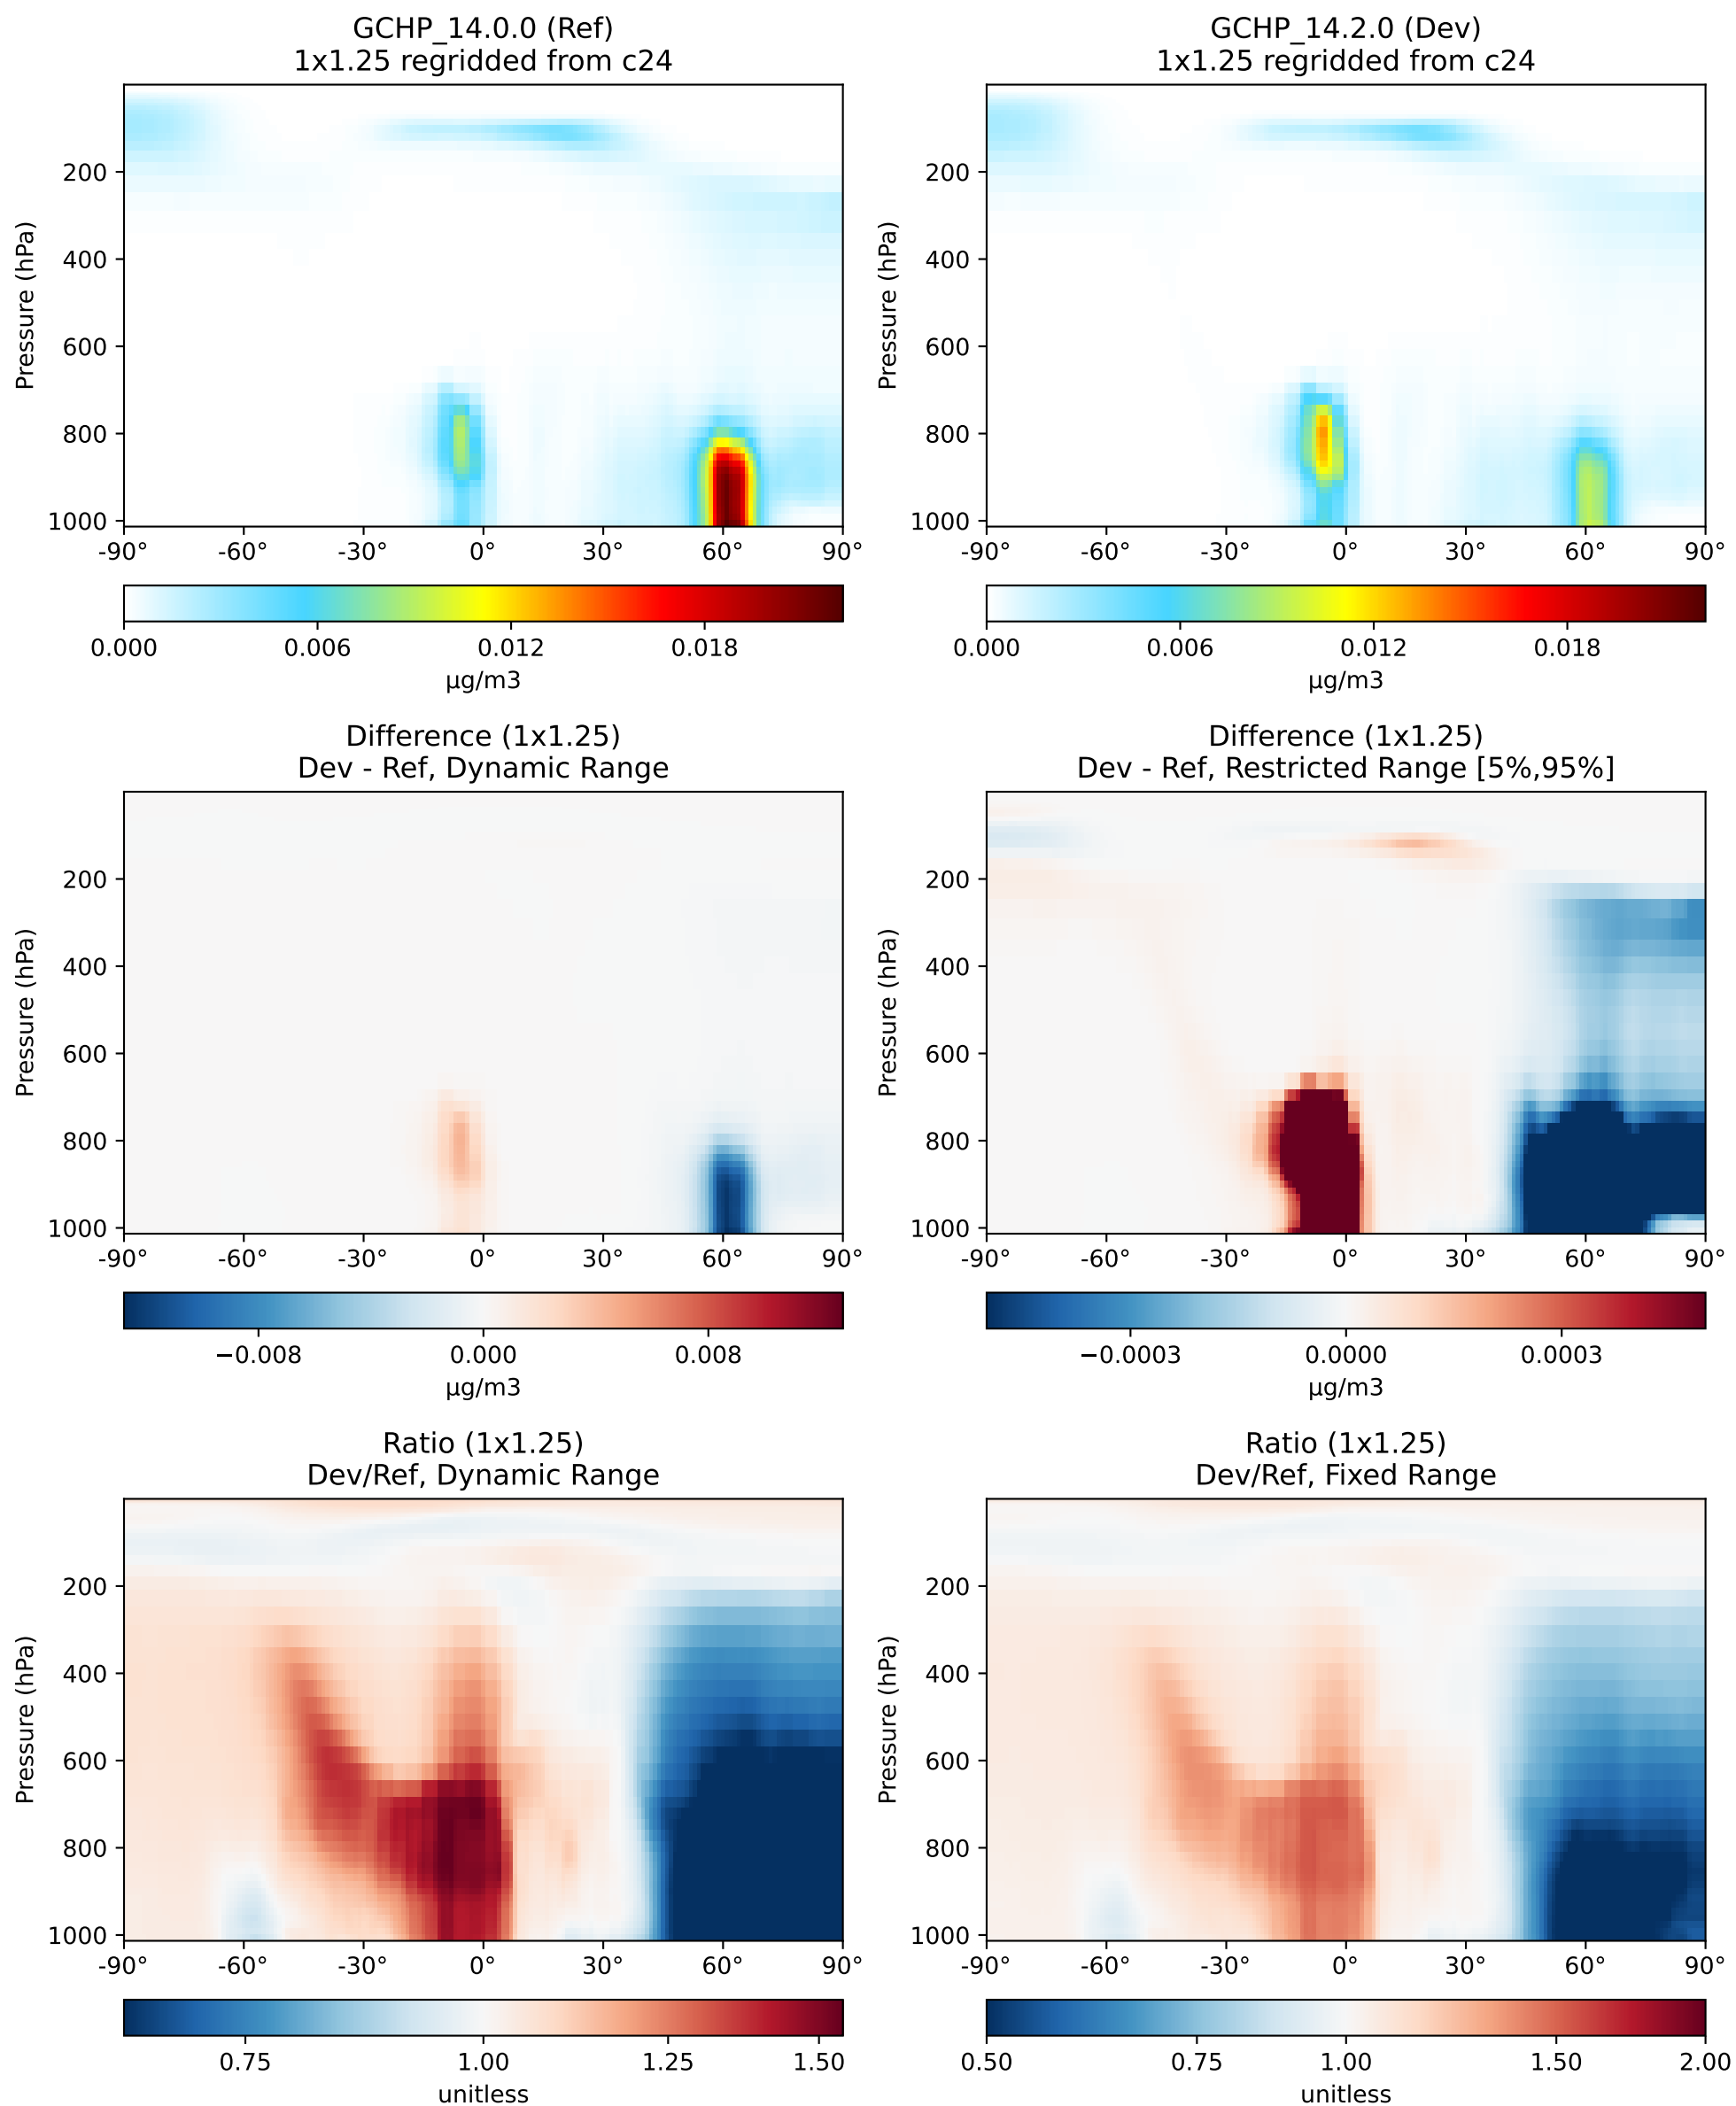 GCHP_14.0.0 (Ref)
1x1.25 regridded from c24
Pressure (hPa)
200
400
600
800
1000
-90° -60° -30° 0° 30° 60° 90°
0.000 0.006 0.012 0.018
µg/m3
GCHP_14.2.0 (Dev)
1x1.25 regridded from c24
Pressure (hPa)
200
400
600
800
1000
-90° -60° -30° 0° 30° 60° 90°
0.000 0.006 0.012 0.018
µg/m3
Difference (1x1.25)
Dev - Ref, Dynamic Range
Pressure (hPa)
200
400
600
800
1000
-90° -60° -30° 0° 30° 60° 90°
−0.008 0.000 0.008
µg/m3
Difference (1x1.25)
Dev - Ref, Restricted Range [5%,95%]
Pressure (hPa)
200
400
600
800
1000
-90° -60° -30° 0° 30° 60° 90°
−0.0003 0.0000 0.0003
µg/m3
Ratio (1x1.25)
Dev/Ref, Dynamic Range
Pressure (hPa)
200
400
600
800
1000
-90° -60° -30° 0° 30° 60° 90°
0.75 1.00 1.25 1.50
unitless
Ratio (1x1.25)
Dev/Ref, Fixed Range
Pressure (hPa)
200
400
600
800
1000
-90° -60° -30° 0° 30° 60° 90°
0.50 0.75 1.00 1.50 2.00
unitless